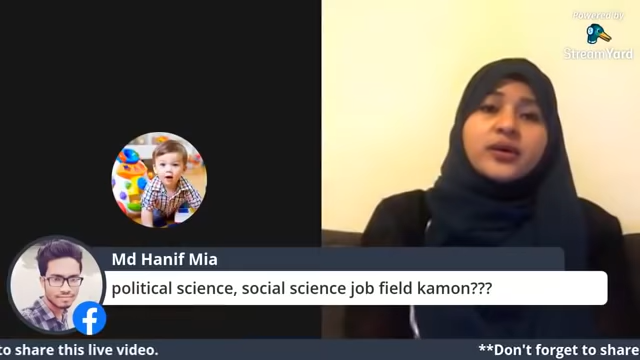 Powered by
StreamYard
Md Hanif Mia
political science, social science job field kamon???
to share this live video.
**Don't forget to share